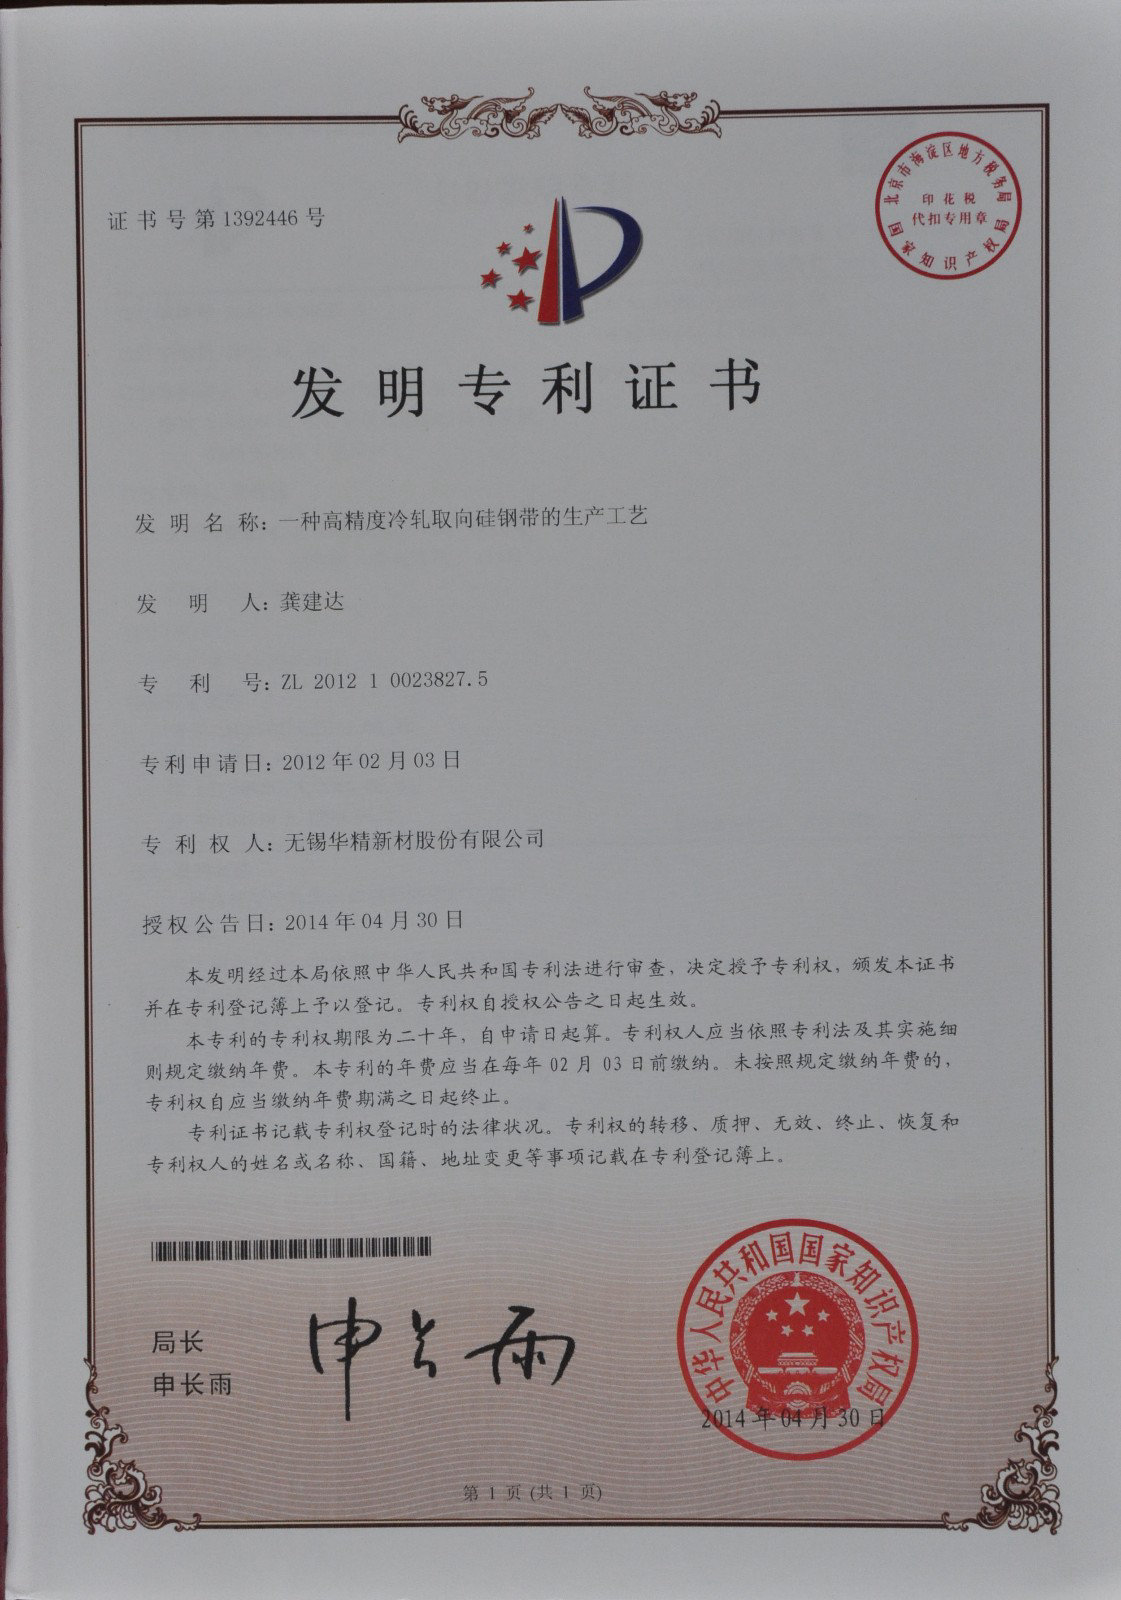 证书号第1392446号
北京市海淀区地方税务局
印花税
代扣专用章
国家知识产权局
发明专利证书
发明名称：一种高精度冷轧取向硅钢带的生产工艺
发明人：龚建达
专利号：ZL 2012 1 0023827.5
专利申请日：2012年02月03日
专利权人：无锡华精新材股份有限公司
授权公告日：2014年04月30日
本发明经过本局依照中华人民共和国专利法进行审查，决定授予专利权，颁发本证书
并在专利登记簿上予以登记。专利权自授权公告之日起生效。
本专利的专利权期限为二十年，自申请日起算。专利权人应当依照专利法及其实施细
则规定缴纳年费。本专利的年费应当在每年02月03日前缴纳。未按照规定缴纳年费的，
专利权自应当缴纳年费期满之日起终止。
专利证书记载专利权登记时的法律状况。专利权的转移、质押、无效、终止、恢复和
专利权人的姓名或名称、国籍、地址变更等事项记载在专利登记簿上。
局长
申长雨
申长雨
中华人民共和国国家知识产权局
2014年04月30日
第1页(共1页)